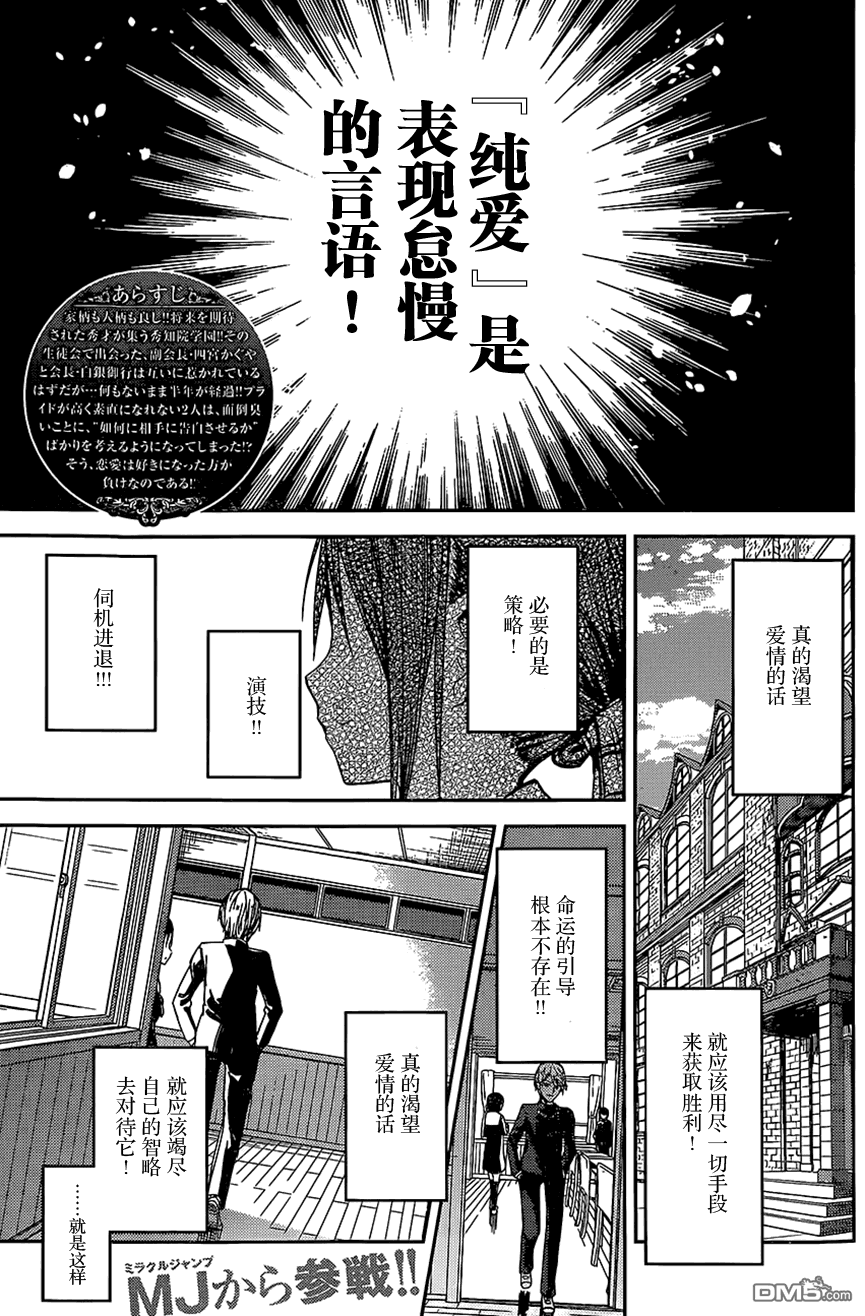 『纯爱』是
表现怠慢
的言语！
あらすじ
家柄も人柄も良し!!将来を期待
された秀才が集う秀知院学園!!その
生徒会で出会った、副会長・四宮かぐや
と会長・白銀御行は互いに惹かれている
はずだが…何もないまま半年が経過!!プラ
イドが高く素直になれない2人は、面倒臭
いことに、“如何に相手に告白させるか”
ばかりを考えるようになってしまった!?
そう、恋愛は好きになった方が
負けなのである!!
真的渴望
爱情的话
就应该用尽一切手段
来获取胜利！
必要的是
策略！
演技!!
伺机进退!!!
命运的引导
根本不存在!!
真的渴望
爱情的话
就应该竭尽
自己的智略
去对待它！
……就是这样
ミラクルジャンプ
MJから参戦!!
DM5.com